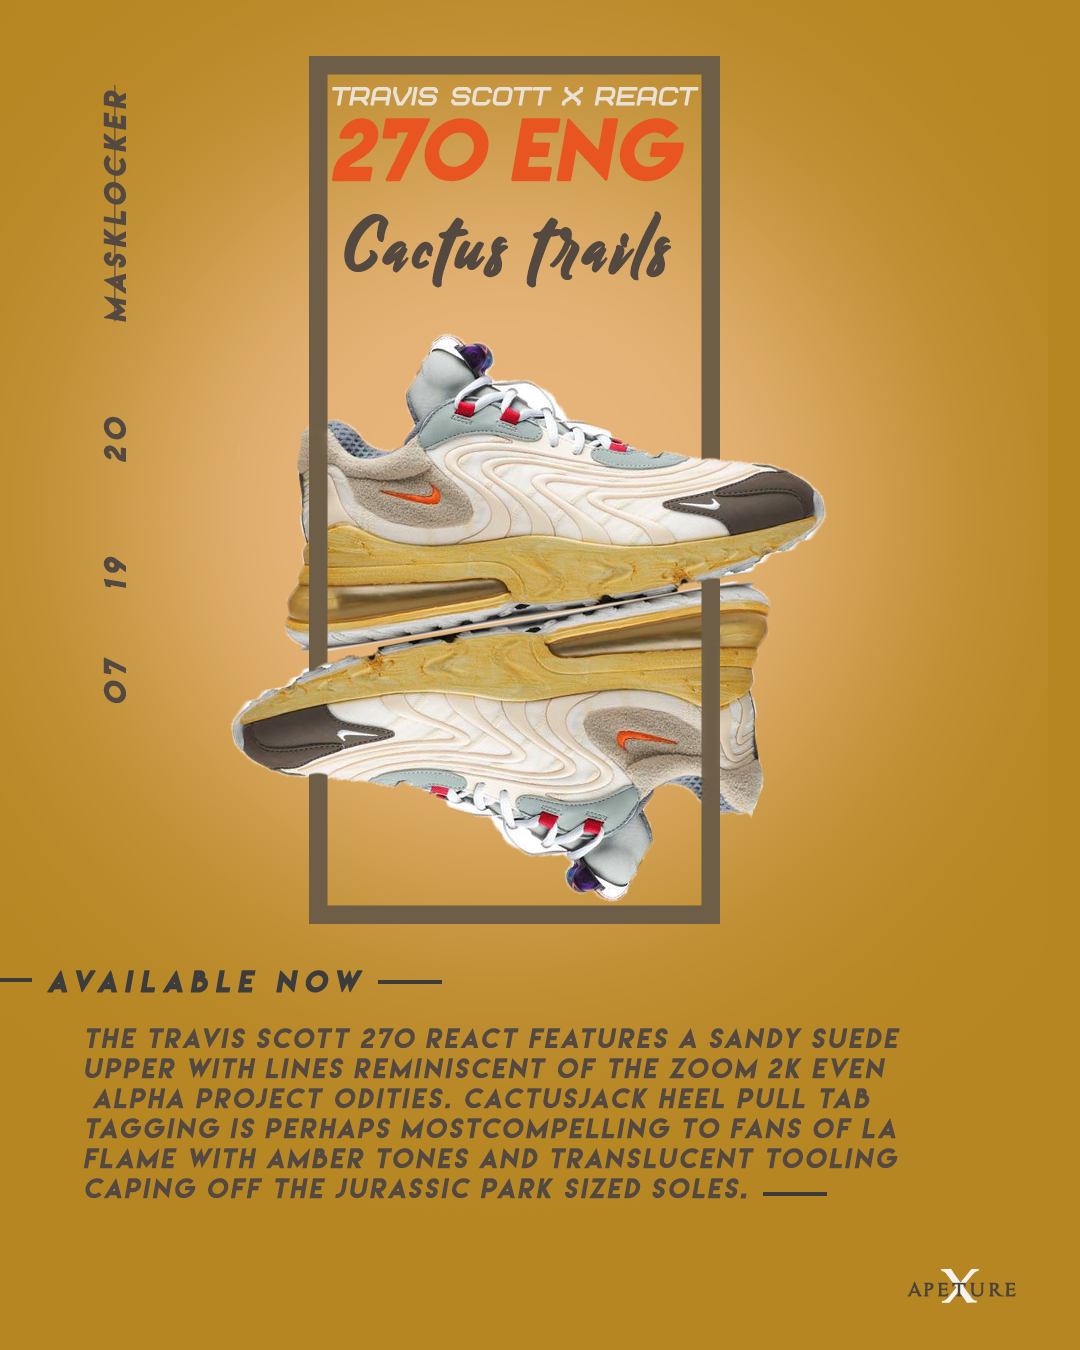 TRAVIS SCOTT X REACT
270 ENG
Cactus trails
07 19 20 MASKLOCKER
AVAILABLE NOW
THE TRAVIS SCOTT 270 REACT FEATURES A SANDY SUEDE
UPPER WITH LINES REMINISCENT OF THE ZOOM 2K EVEN
ALPHA PROJECT ODITIES. CACTUSJACK HEEL PULL TAB
TAGGING IS PERHAPS MOSTCOMPELLING TO FANS OF LA
FLAME WITH AMBER TONES AND TRANSLUCENT TOOLING
CAPING OFF THE JURASSIC PARK SIZED SOLES.
APETURE
X